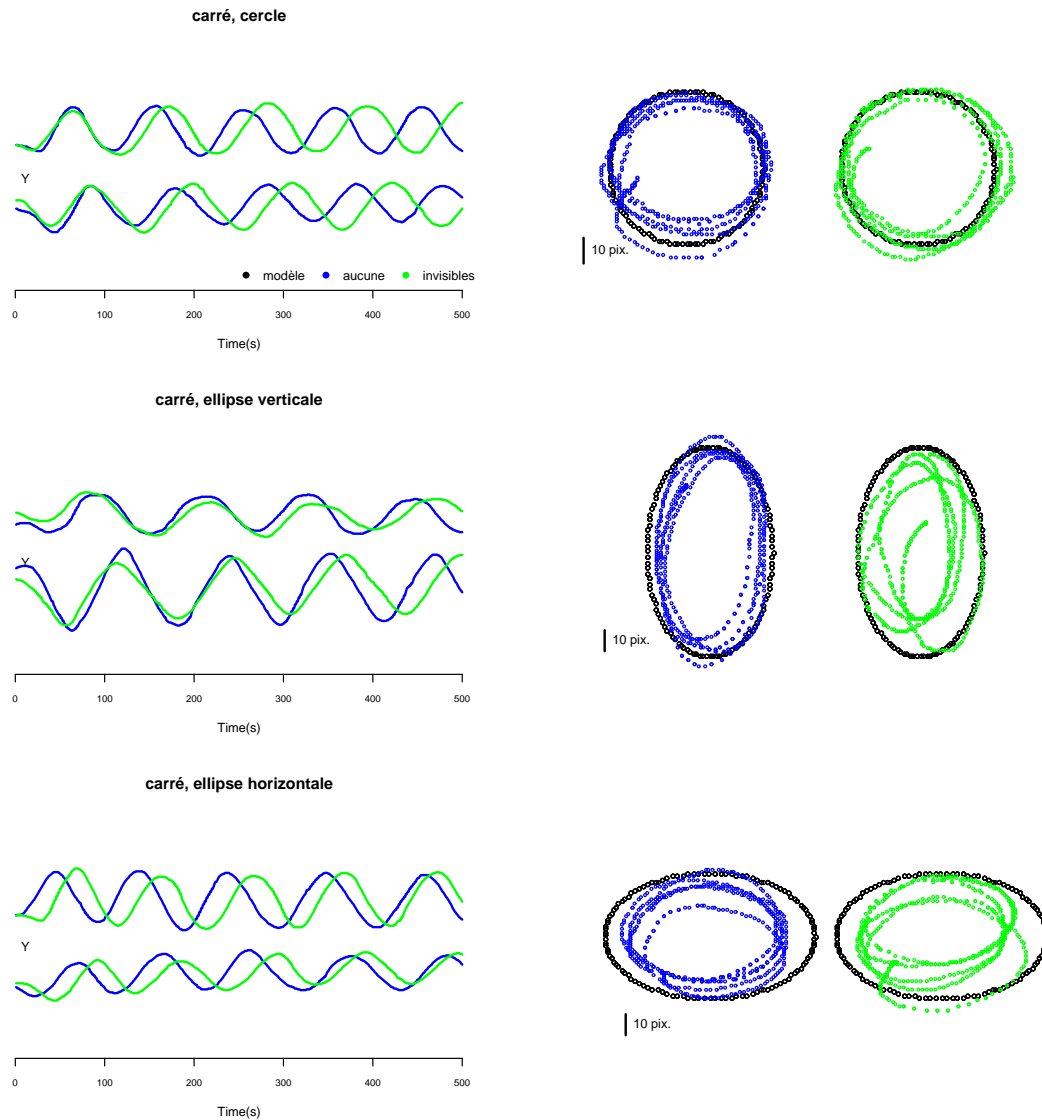 carré, cercle
Y
10 pix.
modèle aucune invisibles
0 100 200 300 400 500
Time(s)
carré, ellipse verticale
Y
10 pix.
0 100 200 300 400 500
Time(s)
carré, ellipse horizontale
Y
10 pix.
0 100 200 300 400 500
Time(s)